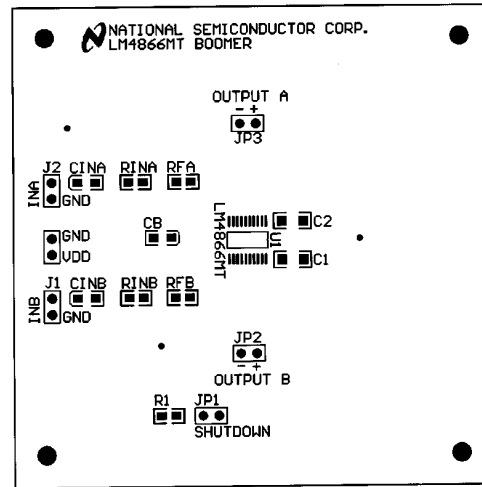 NATIONAL SEMICONDUCTOR CORP.
LM4866MT BOOMER
OUTPUT A
- +
JP3
J2 CINA RINA RFA
INA
GND
LM4866MT
C2
CB
U1
GND
VDD
C1
J1 CINB RINB RFB
INB
GND
JP2
- +
OUTPUT B
R1 JP1
SHUTDOWN